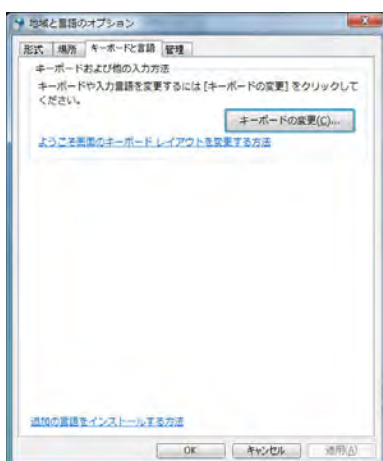 地域と言語のオプション
形式 場所 キーボードと言語 管理
キーボードおよび他の入力方法
キーボードや入力言語を変更するには [キーボードの変更] をクリックして
ください。
キーボードの変更(C)...
ようこそ画面のキーボード レイアウトを変更する方法
追加の言語をインストールする方法
OK キャンセル 適用(A)